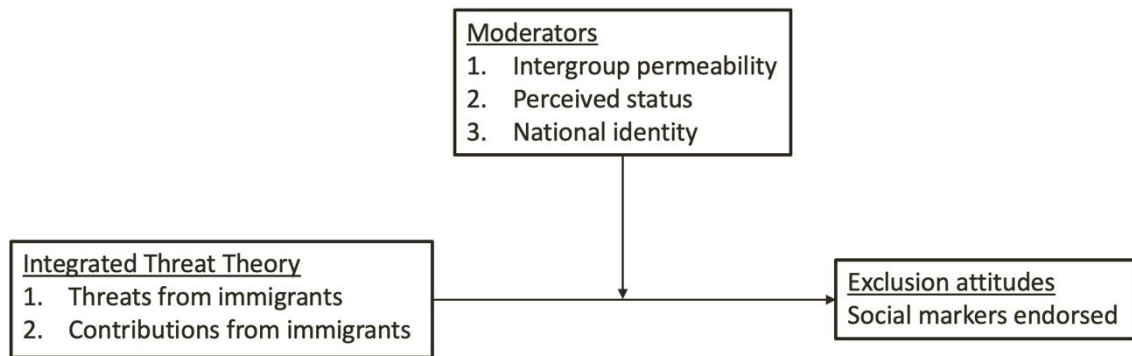 Moderators
1. Intergroup permeability
2. Perceived status
3. National identity
Integrated Threat Theory
1. Threats from immigrants
2. Contributions from immigrants
Exclusion attitudes
Social markers endorsed